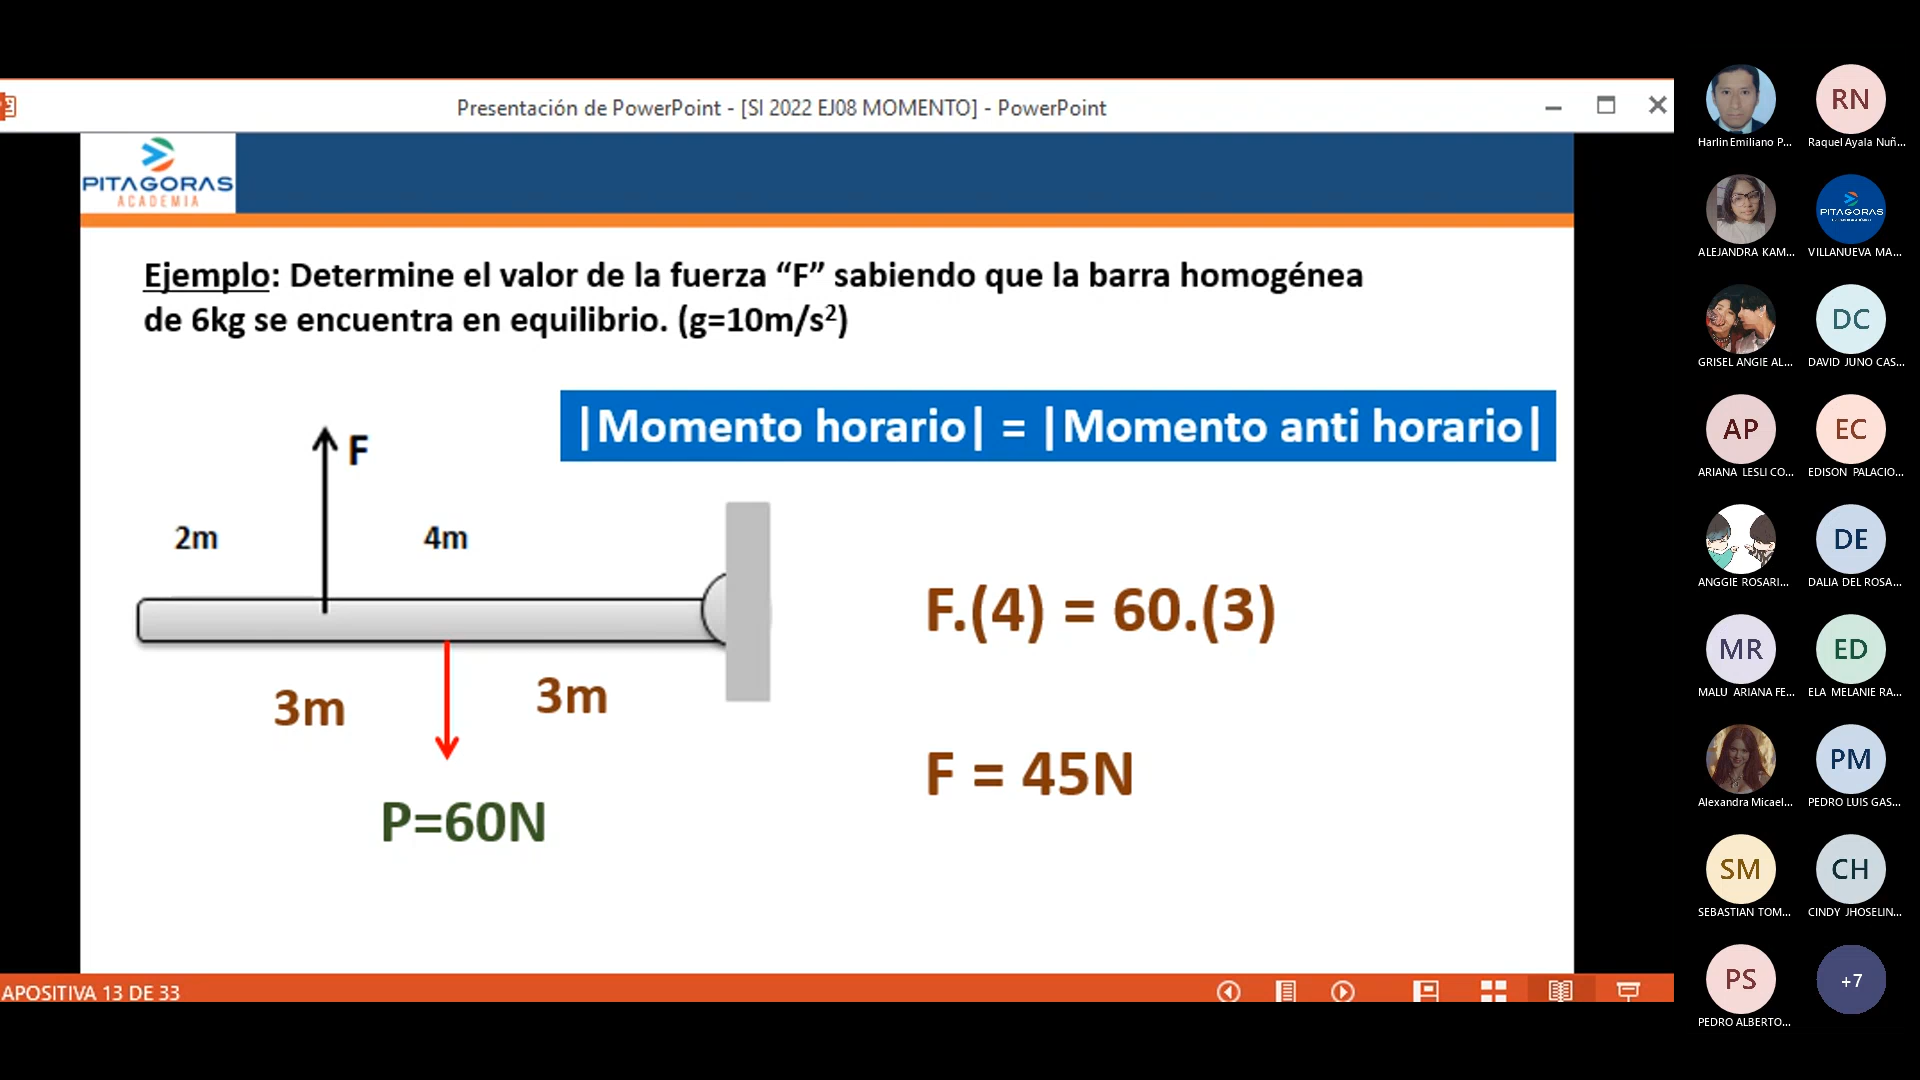 Presentación de PowerPoint - [SI 2022 EJ08 MOMENTO] - PowerPoint
PITAGORAS
ACADEMIA
Ejemplo: Determine el valor de la fuerza “F” sabiendo que la barra homogénea
de 6kg se encuentra en equilibrio. (g=10m/s²)
|Momento horario| = |Momento anti horario|
F
2m
4m
F.(4) = 60.(3)
3m
3m
F = 45N
P=60N
APOSITIVA 13 DE 33
RN
Harlin Emiliano P...
Raquel Ayala Nuñ...
PITAGORAS
ALEJANDRA KAM...
VILLANUEVA MA...
DC
GRISEL ANGIE AL...
DAVID JUNO CAS...
AP
EC
ARIANA LESLI CO...
EDISON PALACIO...
DE
ANGGIE ROSARI...
DALIA DEL ROSA...
MR
ED
MALU ARIANA FE...
ELA MELANIE RA...
PM
Alexandra Micael...
PEDRO LUIS GAS...
SM
CH
SEBASTIAN TOM...
CINDY JHOSELIN...
PS
+7
PEDRO ALBERTO...